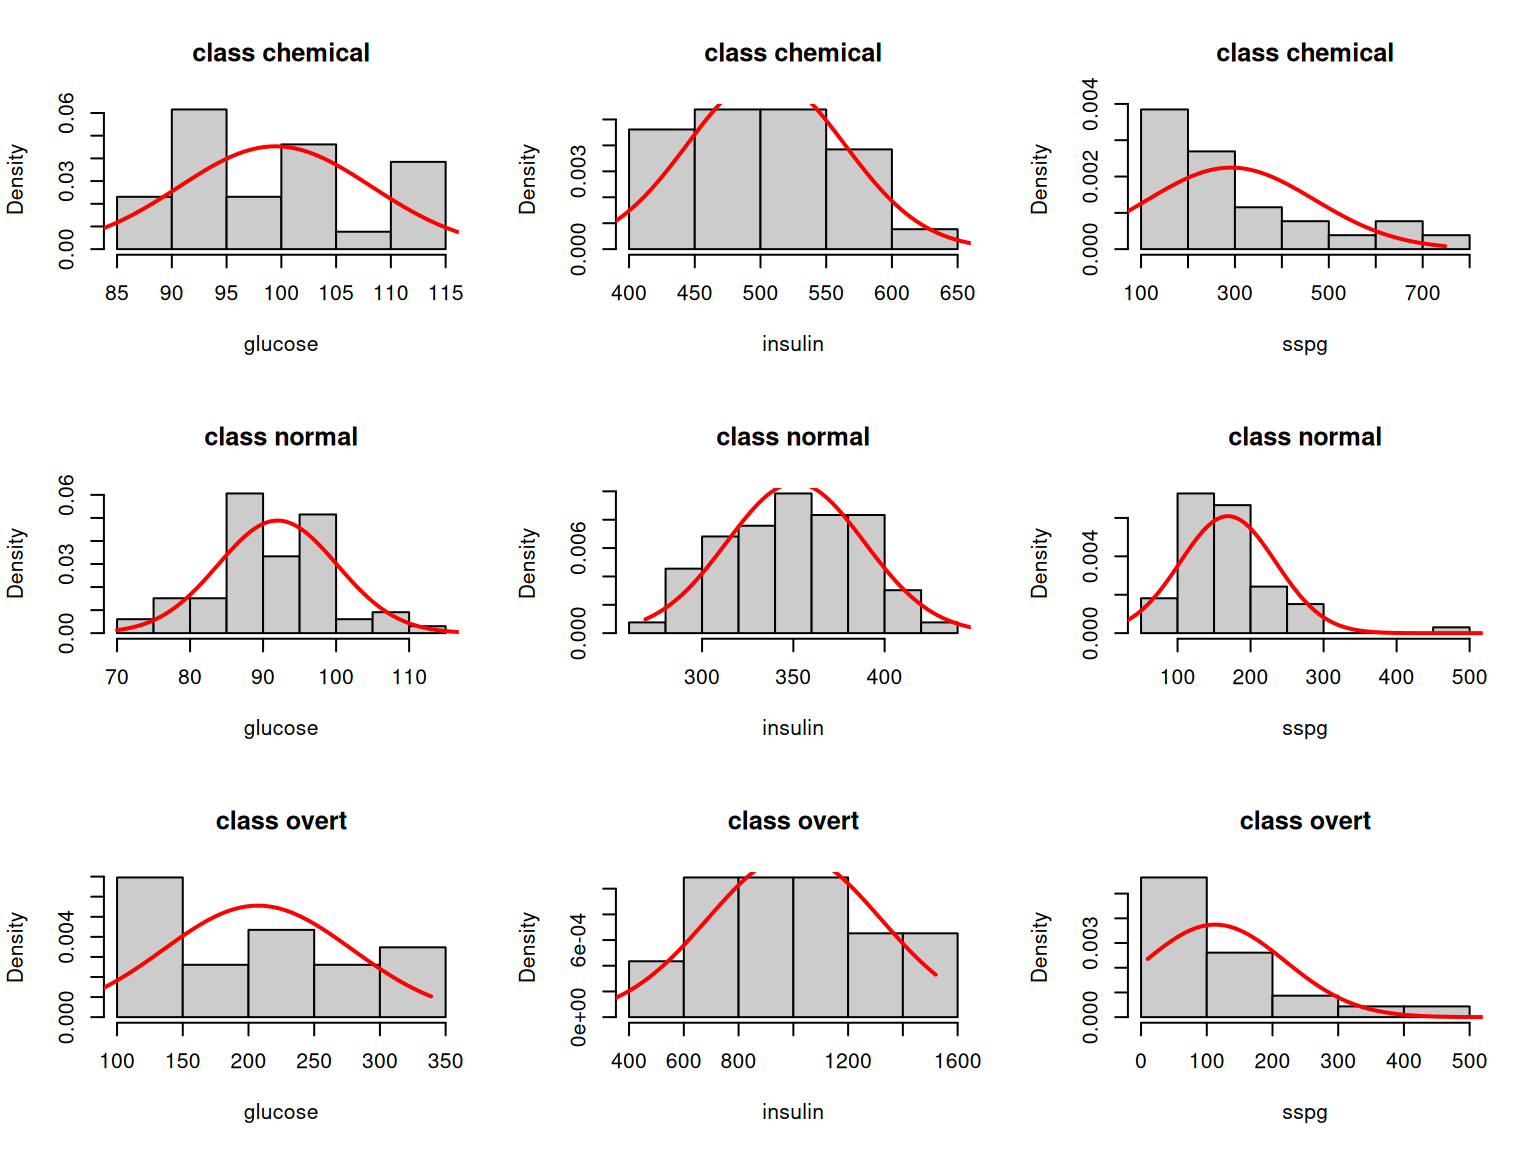 class chemical
Density
0.00 0.03 0.06
85 90 95 100 105 110 115
glucose
class chemical
Density
0.000 0.003
400 450 500 550 600 650
insulin
class chemical
Density
0.000 0.002 0.004
100 300 500 700
sspg
class normal
Density
0.00 0.03 0.06
70 80 90 100 110
glucose
class normal
Density
0.000 0.006
300 350 400
insulin
class normal
Density
0.000 0.004
100 200 300 400 500
sspg
class overt
Density
0.000 0.004
100 150 200 250 300 350
glucose
class overt
Density
0e+00 6e-04
400 600 800 1200 1600
insulin
class overt
Density
0.000 0.003
0 100 200 300 400 500
sspg